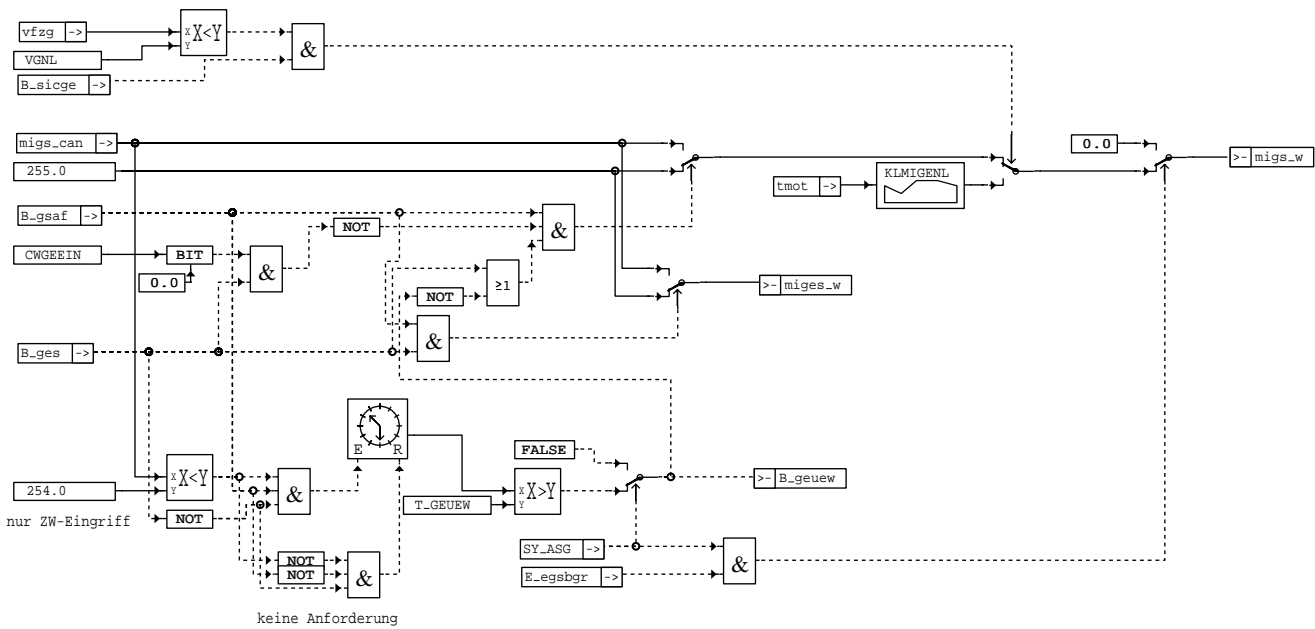 vfzg ->
X X<Y Y
&
VGNL
B_sicge ->
migs_can ->
0.0
>- migs_w
255.0
KLMIGENL
tmot ->
B_gsaf ->
NOT
&
CWGEEIN
BIT
&
0.0
≥1
>- miges_w
NOT
&
B_ges ->
E R
FALSE
X X<Y Y
&
X X>Y Y
>- B_geuew
254.0
T_GEUEW
nur ZW-Eingriff
NOT
SY_ASG ->
&
NOT
NOT
&
E_egsbgr ->
keine Anforderung